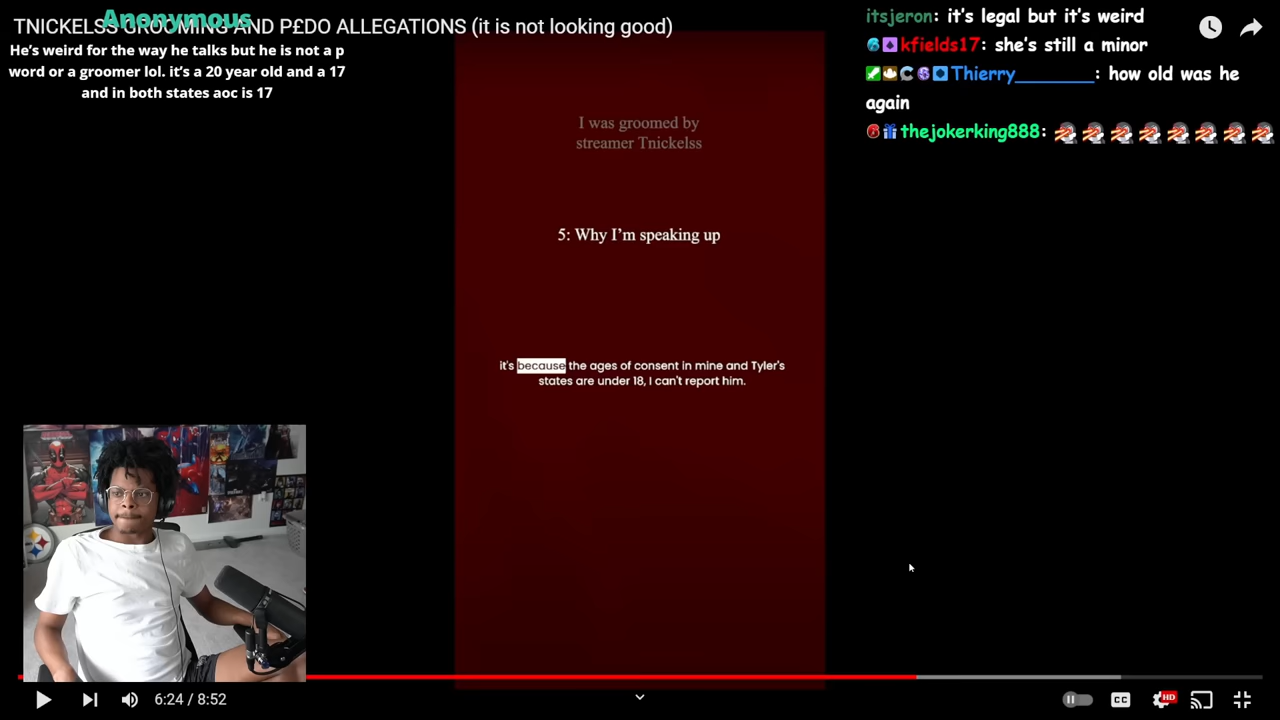 TNICKELSS GROOMING AND P£DO ALLEGATIONS (it is not looking good)
Anonymous
He's weird for the way he talks but he is not a p
word or a groomer lol. it's a 20 year old and a 17
and in both states aoc is 17
itsjeron: it's legal but it's weird
kfields17: she's still a minor
Thierry________: how old was he
again
thejokerking888:
I was groomed by
streamer Tnickelss
5: Why I'm speaking up
it's because the ages of consent in mine and Tyler's
states are under 18, I can't report him.
6:24 / 8:52
CC
HD